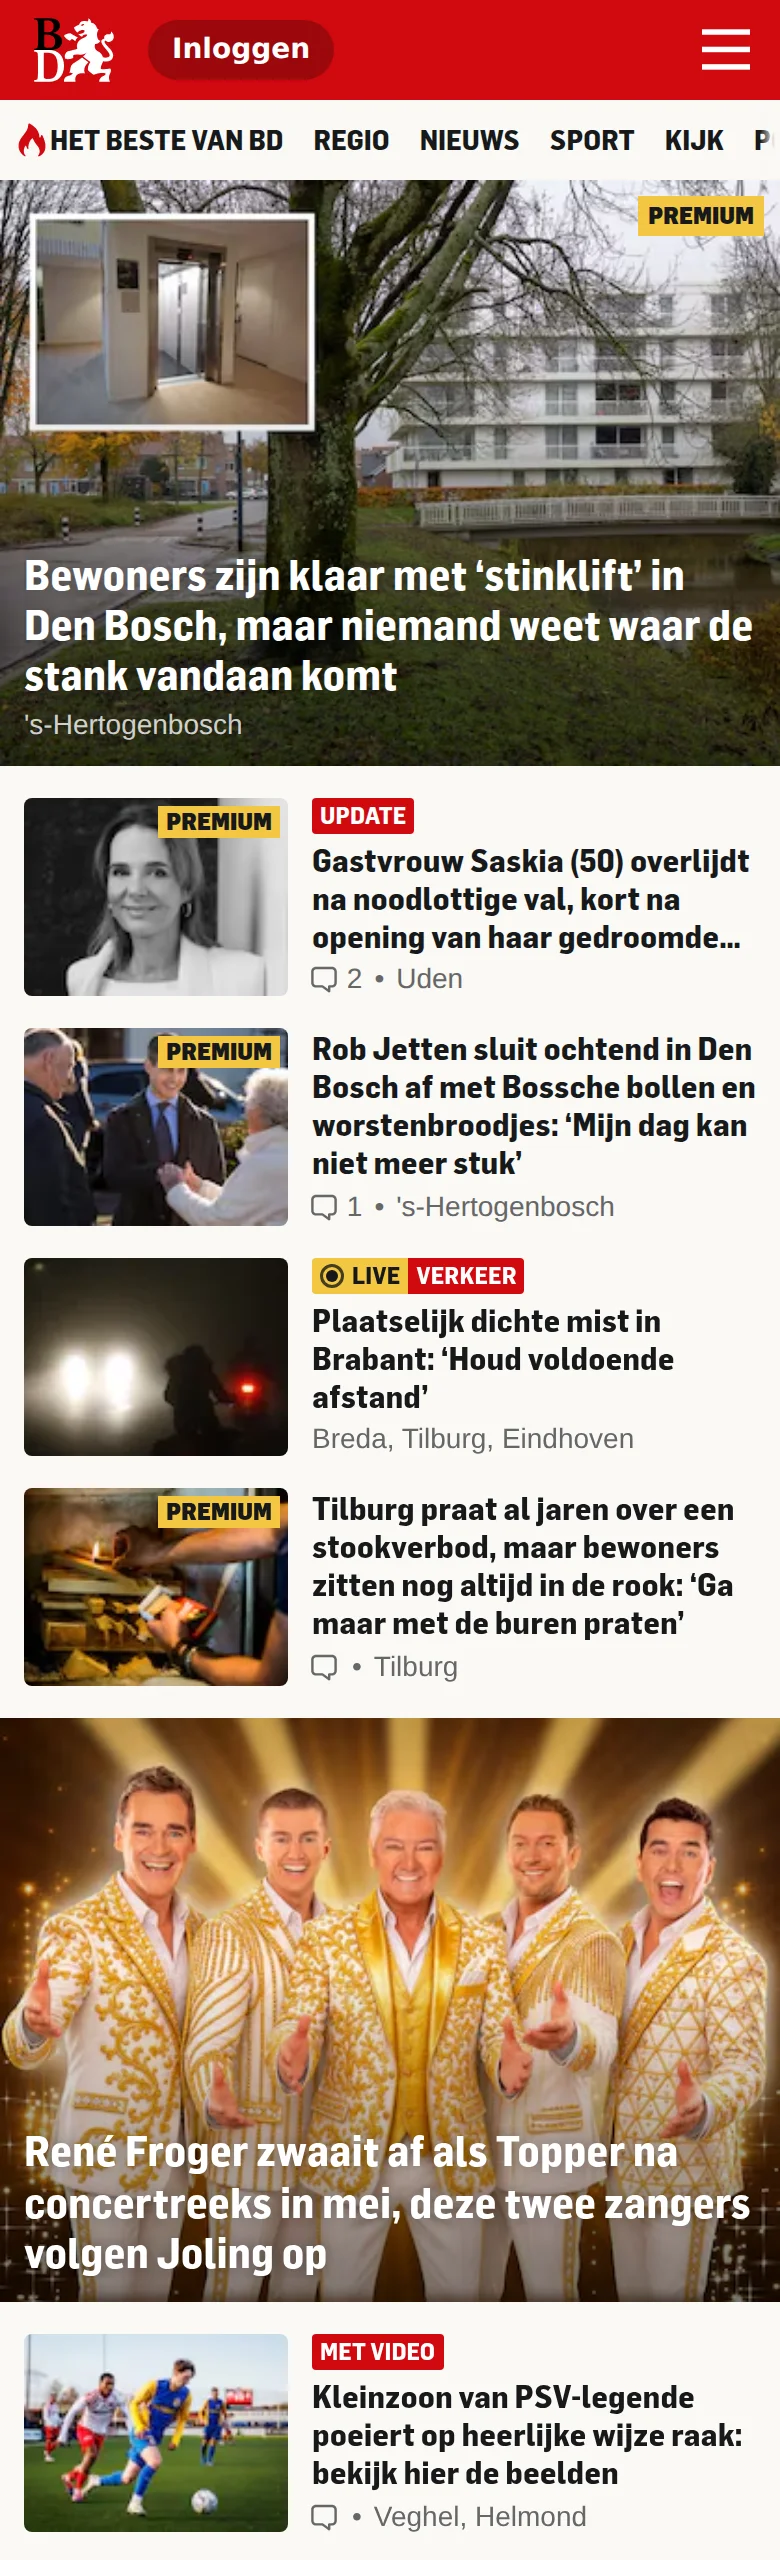 B
D
Inloggen
HET BESTE VAN BD REGIO NIEUWS SPORT KIJK
PREMIUM
Bewoners zijn klaar met ‘stinklift’ in
Den Bosch, maar niemand weet waar de
stank vandaan komt
's-Hertogenbosch
PREMIUM
UPDATE
Gastvrouw Saskia (50) overlijdt
na noodlottige val, kort na
opening van haar gedroomde...
2 • Uden
PREMIUM
Rob Jetten sluit ochtend in Den
Bosch af met Bossche bollen en
worstenbroodjes: ‘Mijn dag kan
niet meer stuk’
1 • 's-Hertogenbosch
LIVE VERKEER
Plaatselijk dichte mist in
Brabant: ‘Houd voldoende
afstand’
Breda, Tilburg, Eindhoven
PREMIUM
Tilburg praat al jaren over een
stookverbod, maar bewoners
zitten nog altijd in de rook: ‘Ga
maar met de buren praten’
• Tilburg
René Froger zwaait af als Topper na
concertreeks in mei, deze twee zangers
volgen Joling op
MET VIDEO
Kleinzoon van PSV-legende
poeiert op heerlijke wijze raak:
bekijk hier de beelden
• Veghel, Helmond